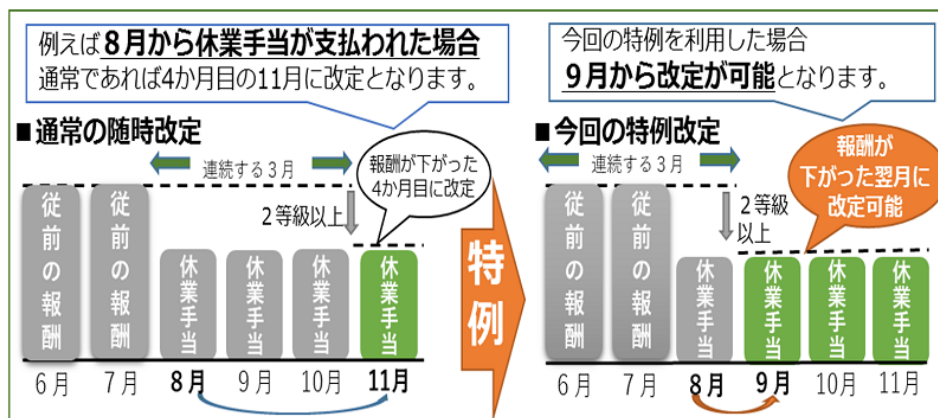 例えば８月から休業手当が支払われた場合
通常であれば4か月目の11月に改定となります。
■通常の随時改定
連続する３月
報酬が下がった
4か月目に改定
２等級以上
従前の報酬
従前の報酬
休業手当
休業手当
休業手当
休業手当
6月
7月
8月
9月
10月
11月
特例
今回の特例を利用した場合
９月から改定が可能となります。
■今回の特例改定
連続する３月
報酬が
下がった翌月に
改定可能
２等級
以上
従前の報酬
従前の報酬
休業手当
休業手当
休業手当
休業手当
6月
7月
8月
9月
10月
11月